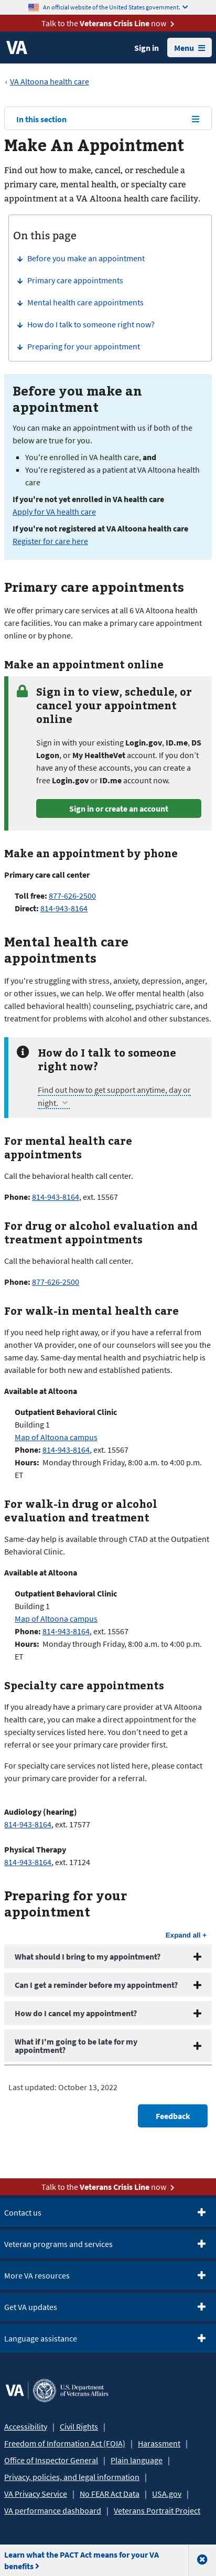 An official website of the United States government.
Talk to the Veterans Crisis Line now
VA
Sign in
Menu
VA Altoona health care
In this section
Make An Appointment
Find out how to make, cancel, or reschedule a
primary care, mental health, or specialty care
appointment at a VA Altoona health care facility.
On this page
Before you make an appointment
Primary care appointments
Mental health care appointments
How do I talk to someone right now?
Preparing for your appointment
Before you make an
appointment
You can make an appointment with us if both of the
below are true for you.
• You're enrolled in VA health care, and
• You're registered as a patient at VA Altoona health
care
If you're not yet enrolled in VA health care
Apply for VA health care
If you're not registered at VA Altoona health care
Register for care here
Primary care appointments
We offer primary care services at all 6 VA Altoona health
care facilities. You can make a primary care appointment
online or by phone.
Make an appointment online
Sign in to view, schedule, or
cancel your appointment
online
Sign in with your existing Login.gov, ID.me, DS
Logon, or My HealtheVet account. If you don't
have any of these accounts, you can create a
free Login.gov or ID.me account now.
Sign in or create an account
Make an appointment by phone
Primary care call center
Toll free: 877-626-2500
Direct: 814-943-8164
Mental health care
appointments
If you're struggling with stress, anxiety, depression, anger,
or other issues, we can help. We offer mental health (also
called behavioral health) counseling, psychiatric care, and
treatment for problems with alcohol and other substances.
How do I talk to someone
right now?
Find out how to get support anytime, day or
night.
For mental health care
appointments
Call the behavioral health call center.
Phone: 814-943-8164, ext. 15567
For drug or alcohol evaluation and
treatment appointments
Call the behavioral health call center.
Phone: 877-626-2500
For walk-in mental health care
If you need help right away, or if you have a referral from
another VA provider, one of our counselors will see you the
same day. Same-day mental health and psychiatric help is
available for both new and established patients.
Available at Altoona
Outpatient Behavioral Clinic
Building 1
Map of Altoona campus
Phone: 814-943-8164, ext. 15567
Hours: Monday through Friday, 8:00 a.m. to 4:00 p.m.
ET
For walk-in drug or alcohol
evaluation and treatment
Same-day help is available through CTAD at the Outpatient
Behavioral Clinic.
Available at Altoona
Outpatient Behavioral Clinic
Building 1
Map of Altoona campus
Phone: 814-943-8164, ext. 15567
Hours: Monday through Friday, 8:00 a.m. to 4:00 p.m.
ET
Specialty care appointments
If you already have a primary care provider at VA Altoona
health care, you can make a direct appointment for the
specialty services listed here. You don't need to get a
referral or see your primary care provider first.
For specialty care services not listed here, please contact
your primary care provider for a referral.
Audiology (hearing)
814-943-8164, ext. 17577
Physical Therapy
814-943-8164, ext. 17124
Preparing for your
appointment
Expand all +
What should I bring to my appointment?
Can I get a reminder before my appointment?
How do I cancel my appointment?
What if I'm going to be late for my
appointment?
Last updated: October 13, 2022
Feedback
Talk to the Veterans Crisis Line now
Contact us
Veteran programs and services
More VA resources
Get VA updates
Language assistance
VA U.S. Department
of Veterans Affairs
Accessibility | Civil Rights |
Freedom of Information Act (FOIA) | Harassment |
Office of Inspector General | Plain language |
Privacy, policies, and legal information |
VA Privacy Service | No FEAR Act Data | USA.gov |
VA performance dashboard | Veterans Portrait Project
Learn what the PACT Act means for your VA
benefits